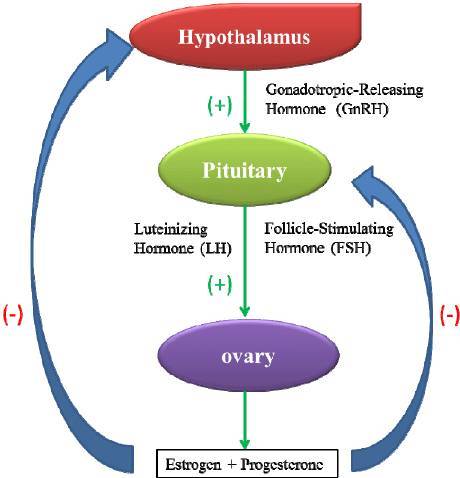 Hypothalamus
Gonadotropic-Releasing
Hormone (GnRH)
(+)
Pituitary
Luteinizing
Hormone (LH)
Follicle-Stimulating
Hormone (FSH)
(+)
(-)
(-)
ovary
Estrogen + Progesterone